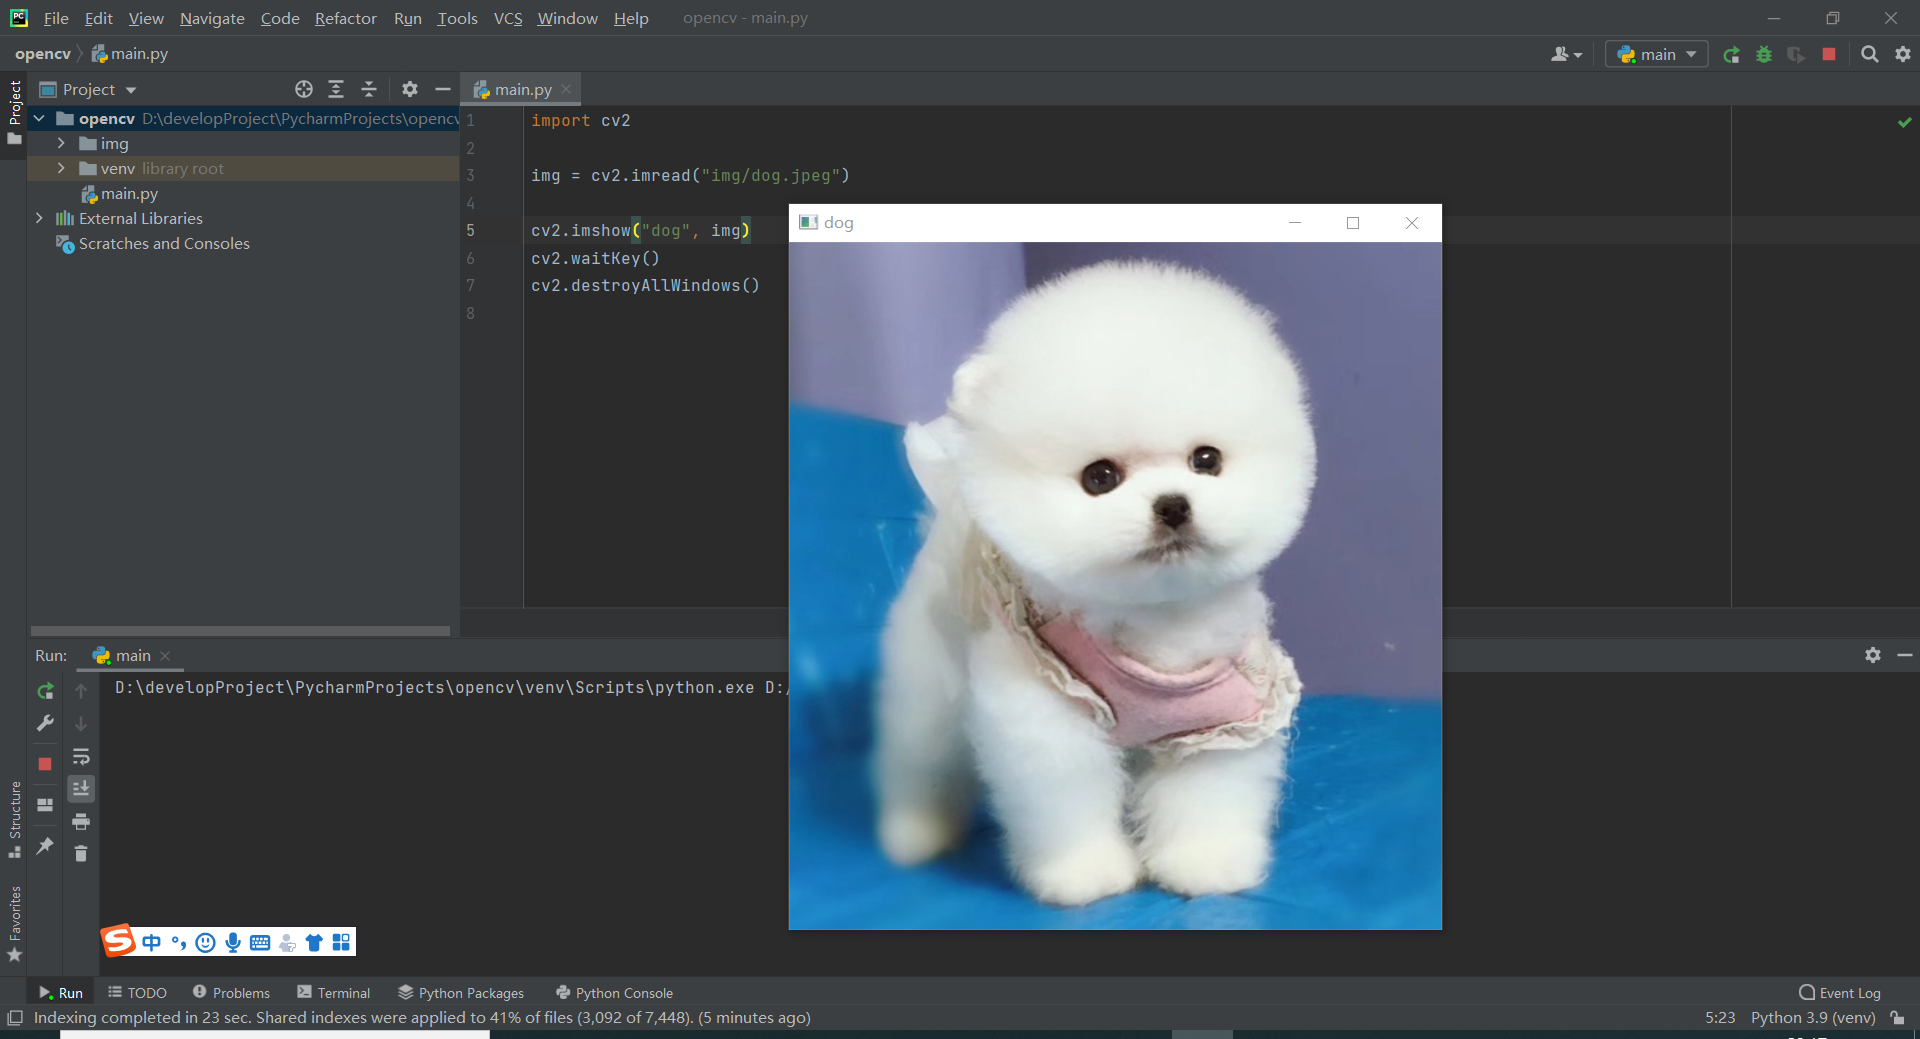 PC
File Edit View Navigate Code Refactor Run Tools VCS Window Help opencv - main.py
opencv main.py
main
Project
Project
main.py
opencv D:\developProject\PycharmProjects\opencv
img
venv library root
main.py
External Libraries
Scratches and Consoles
1 import cv2
2
3 img = cv2.imread("img/dog.jpeg")
4
5 cv2.imshow("dog", img)
6 cv2.waitKey()
7 cv2.destroyAllWindows()
8
dog
Run: main
D:\developProject\PycharmProjects\opencv\venv\Scripts\python.exe D:/
Structure
Favorites
S 中
Run TODO Problems Terminal Python Packages Python Console Event Log
Indexing completed in 23 sec. Shared indexes were applied to 41% of files (3,092 of 7,448). (5 minutes ago) 5:23 Python 3.9 (venv)